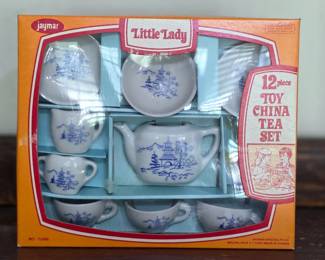 jaymar
Little Lady
12 piece
TOY
CHINA
TEA
SET